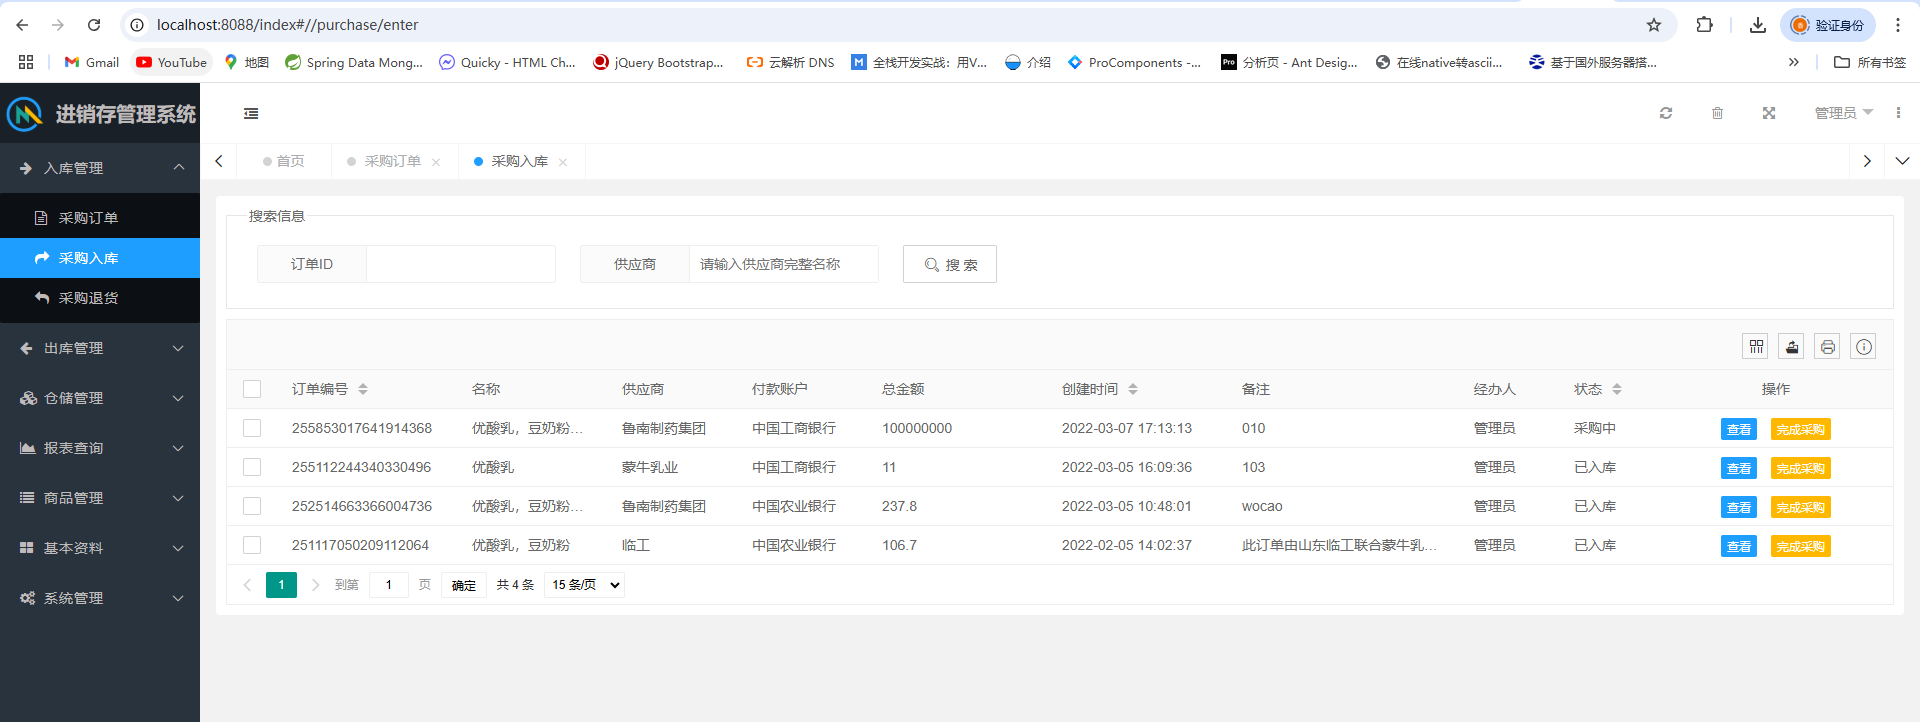 localhost:8088/index#//purchase/enter
验证身份
Gmail
YouTube
地图
Spring Data Mong...
Quicky - HTML Ch...
jQuery Bootstrap...
云解析 DNS
全栈开发实战：用V...
介绍
ProComponents -...
Pro 分析页 - Ant Desig...
在线native转ascii...
基于国外服务器搭...
所有书签
进销存管理系统
管理员
入库管理
采购订单
采购入库
采购退货
出库管理
仓储管理
报表查询
商品管理
基本资料
系统管理
首页 采购订单 采购入库
搜索信息
订单ID 供应商 请输入供应商完整名称 搜 索
订单编号 名称 供应商 付款账户 总金额 创建时间 备注 经办人 状态 操作
255853017641914368 优酸乳，豆奶粉... 鲁南制药集团 中国工商银行 100000000 2022-03-07 17:13:13 010 管理员 采购中 查看 完成采购
255112244340330496 优酸乳 蒙牛乳业 中国工商银行 11 2022-03-05 16:09:36 103 管理员 已入库 查看 完成采购
252514663366004736 优酸乳，豆奶粉... 鲁南制药集团 中国农业银行 237.8 2022-03-05 10:48:01 wocao 管理员 已入库 查看 完成采购
251117050209112064 优酸乳，豆奶粉 临工 中国农业银行 106.7 2022-02-05 14:02:37 此订单由山东临工联合蒙牛乳... 管理员 已入库 查看 完成采购
1 到第 1 页 确定 共 4 条 15 条/页